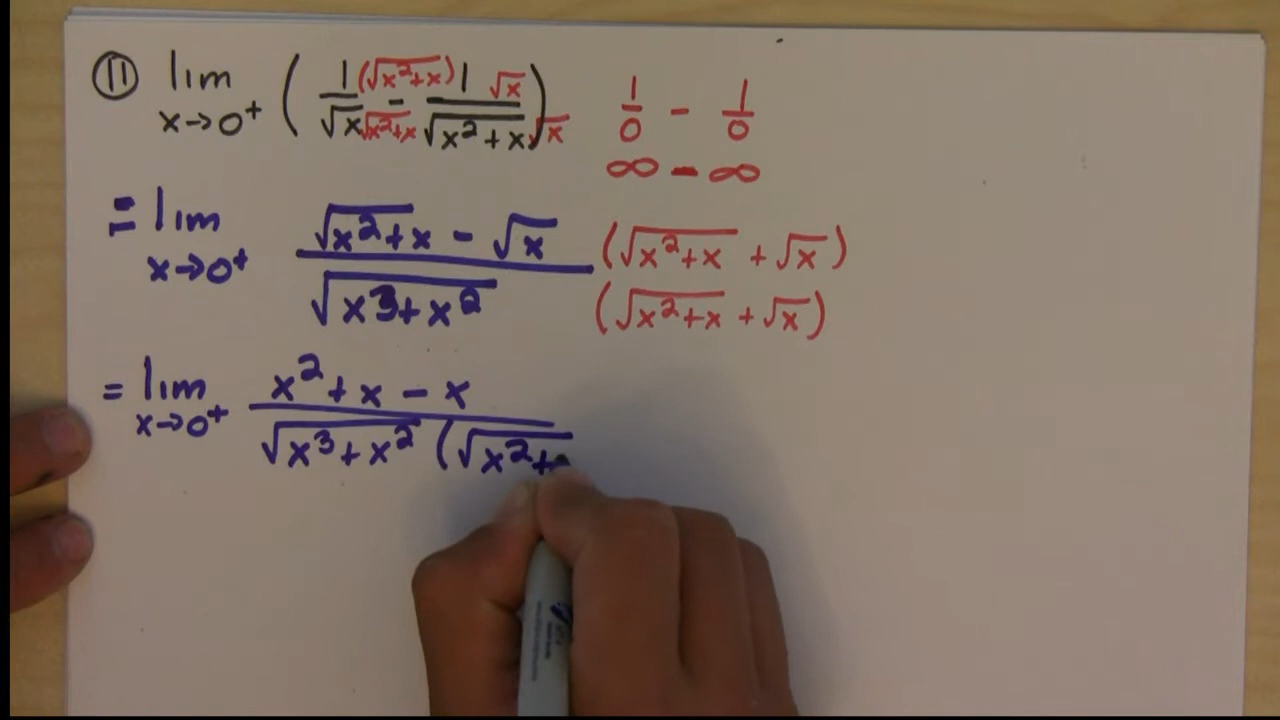 ⑪ lim x→0⁺ ( 1 (√(x²+x)) / √x √(x²+x) - 1 √x / √(x²+x) √x ) 1/0 - 1/0
∞ - ∞
= lim x→0⁺ (√(x²+x) - √x) / √(x³+x²) (√(x²+x) + √x) / (√(x²+x) + √x)
= lim x→0⁺ (x²+x-x) / √(x³+x²) (√(x²+